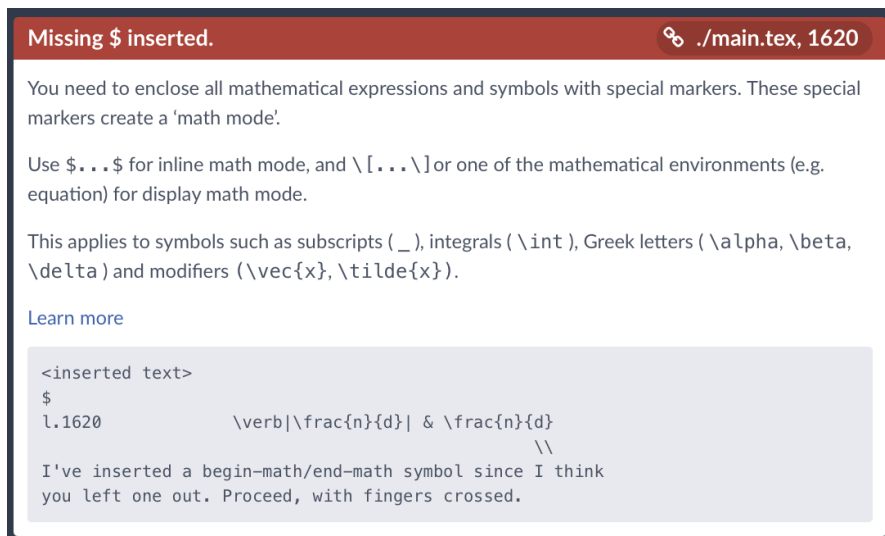 Missing $ inserted.
./main.tex, 1620
You need to enclose all mathematical expressions and symbols with special markers. These special
markers create a ‘math mode’.
Use $...$ for inline math mode, and \[...\]or one of the mathematical environments (e.g.
equation) for display math mode.
This applies to symbols such as subscripts ( _ ), integrals ( \int ), Greek letters ( \alpha, \beta,
\delta ) and modifiers (\vec{x}, \tilde{x}).
Learn more
<inserted text>
$
l.1620 \verb|\frac{n}{d}| & \frac{n}{d}
\\
I've inserted a begin-math/end-math symbol since I think
you left one out. Proceed, with fingers crossed.